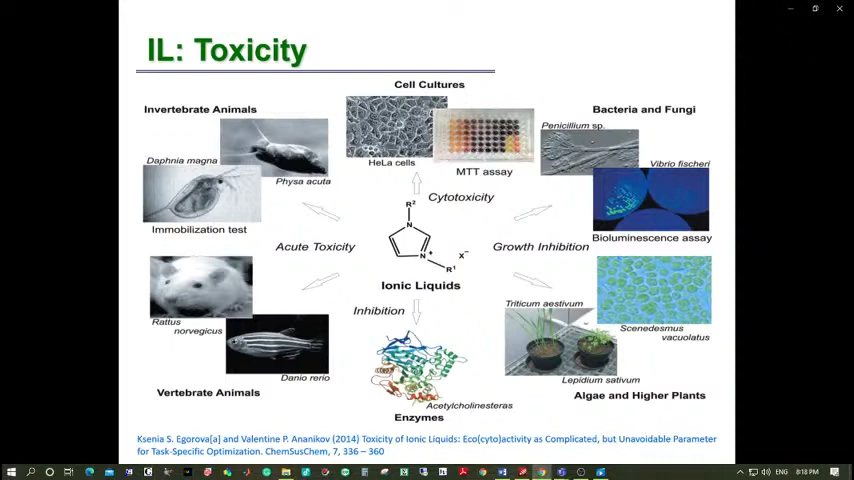 IL: Toxicity
Cell Cultures
Invertebrate Animals
Bacteria and Fungi
Penicillium sp.
Daphnia magna
HeLa cells
Vibrio fischeri
MTT assay
Physa acuta
Cytotoxicity
R2
N
Immobilization test
Bioluminescence assay
Acute Toxicity
Growth Inhibition
N+
X−
R1
Ionic Liquids
Triticum aestivum
Inhibition
Rattus
norvegicus
Scenedesmus
vacuolatus
Danio rerio
Lepidium sativum
Vertebrate Animals
Algae and Higher Plants
Acetylcholinesteras
Enzymes
Ksenia S. Egorova[a] and Valentine P. Ananikov (2014) Toxicity of Ionic Liquids: Eco(cyto)activity as Complicated, but Unavoidable Parameter
for Task-Specific Optimization. ChemSusChem, 7, 336 – 360
ENG
8:18 PM